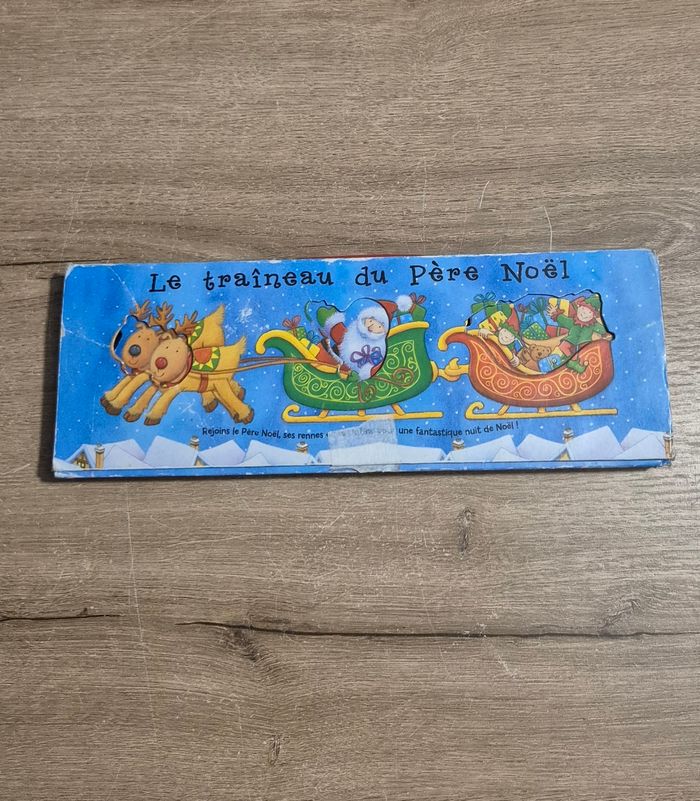 Le traîneau du Père Noël
Rejoins le Père Noël, ses rennes une fantastique nuit de Noël !